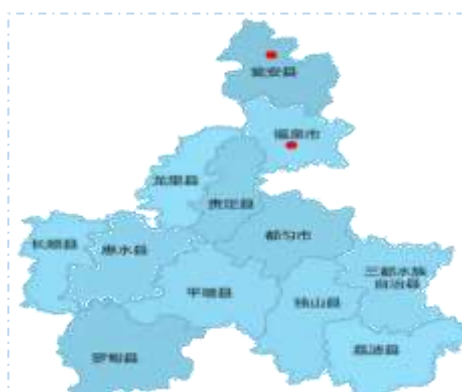 瓮安县
福泉市
龙里县
贵定县
长顺县
惠水县
都匀市
三都水族
自治县
平塘县
独山县
罗甸县
荔波县